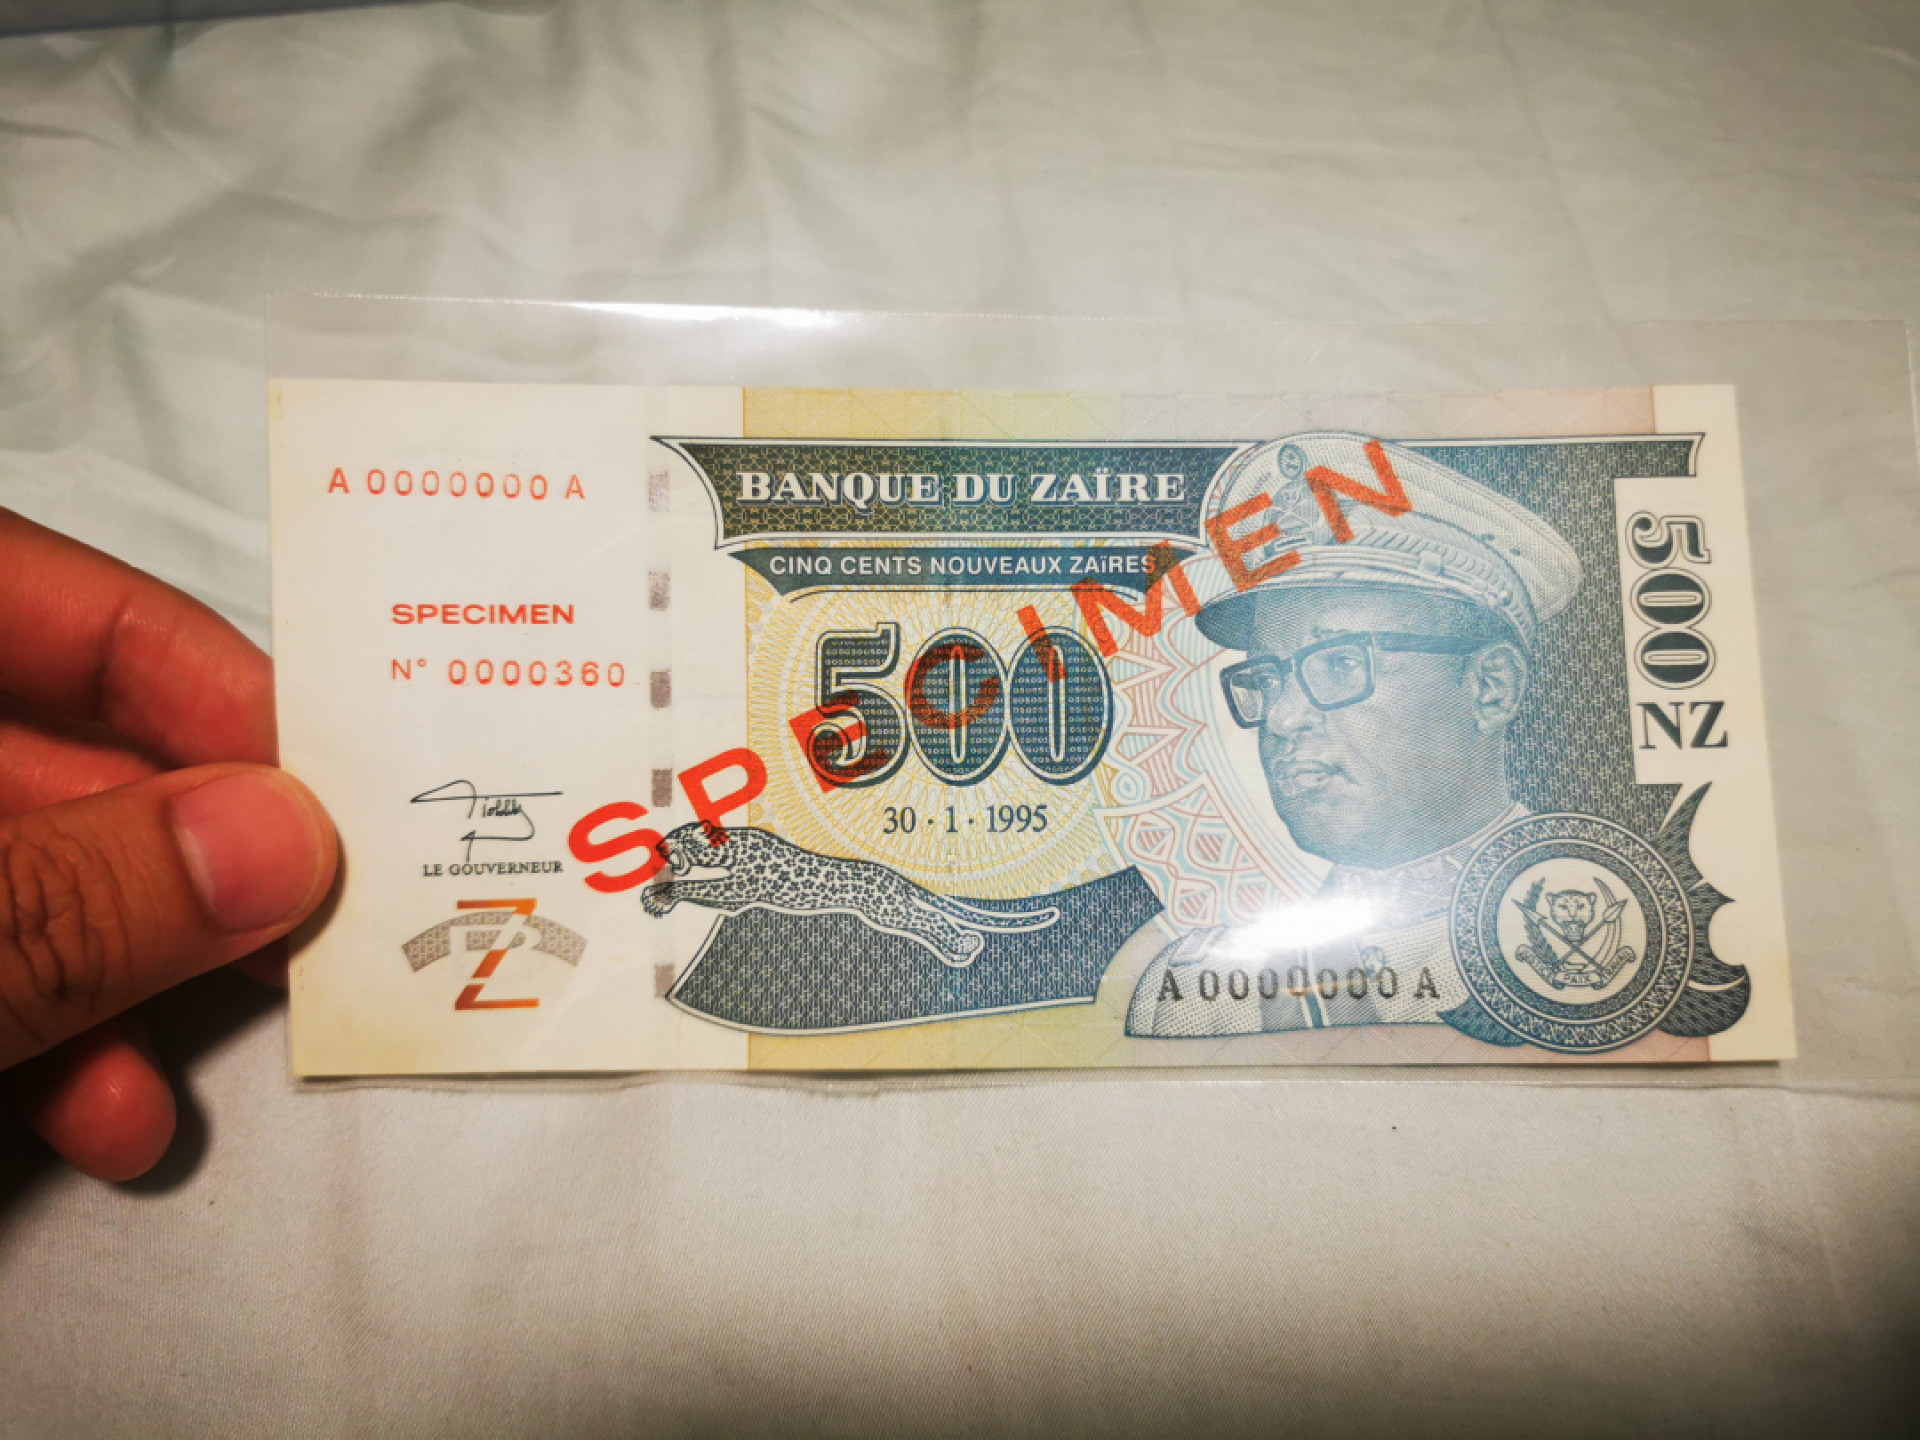 A 0000000 A
SPECIMEN
N° 0000360
LE GOUVERNEUR
Z
BANQUE DU ZAÏRE
CINQ CENTS NOUVEAUX ZAÏRES
500
30·1·1995
SPECIMEN
A 0000000 A
500
NZ